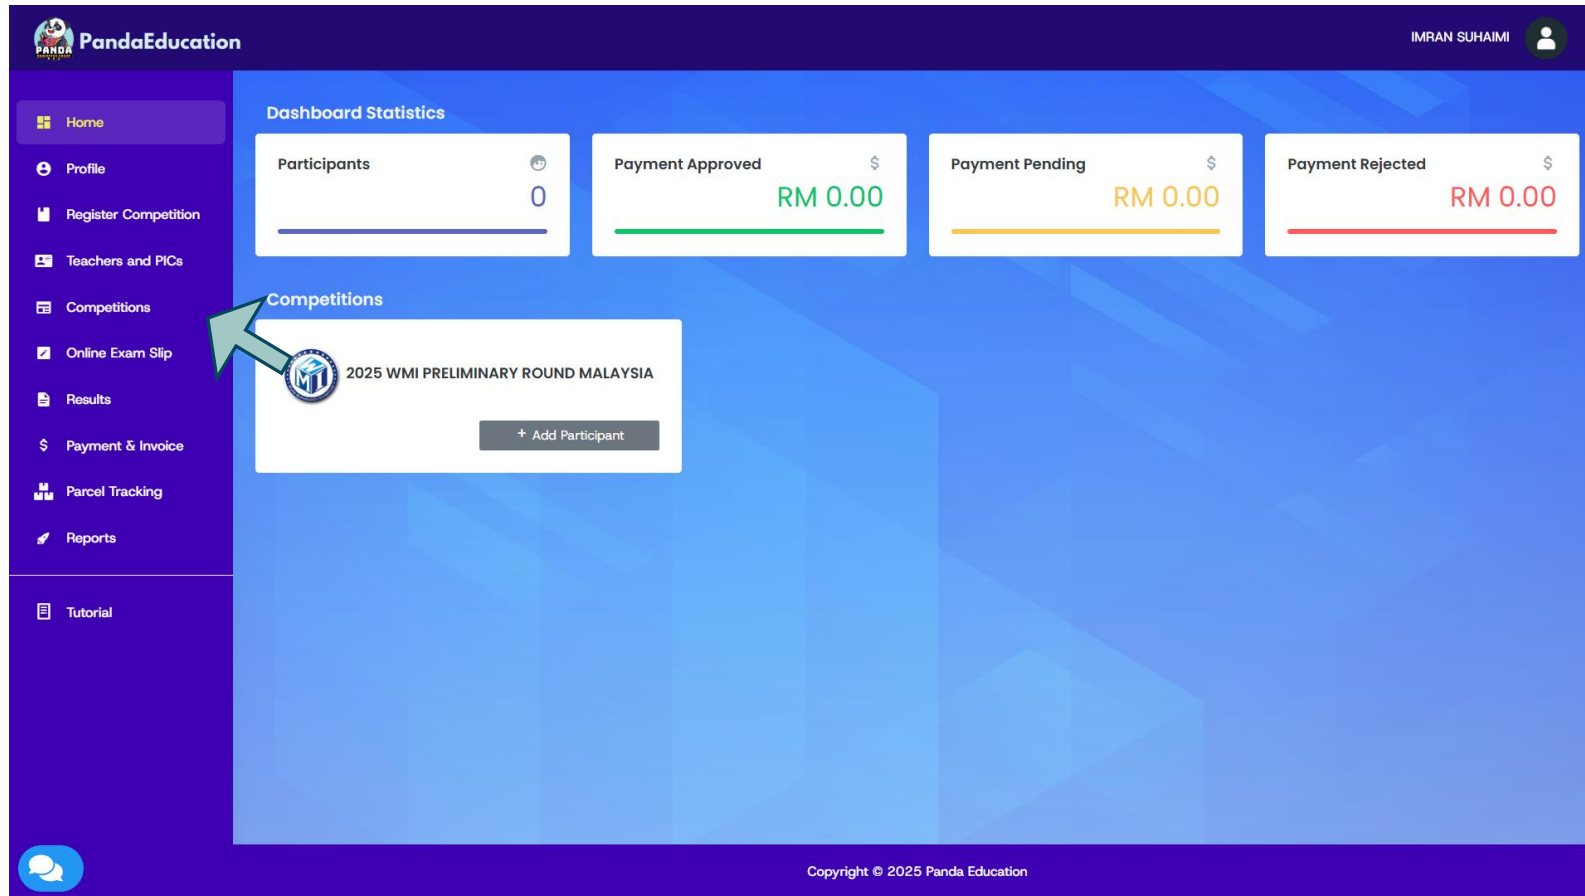 PANDA
PandaEducation
IMRAN SUHAIMI
Home
Profile
Register Competition
Teachers and PICs
Competitions
Online Exam Slip
Results
$ Payment & Invoice
Parcel Tracking
Reports
Tutorial
Dashboard Statistics
Participants
0
Payment Approved $
RM 0.00
Payment Pending $
RM 0.00
Payment Rejected $
RM 0.00
Competitions
WMI
2025 WMI PRELIMINARY ROUND MALAYSIA
+ Add Participant
Copyright © 2025 Panda Education